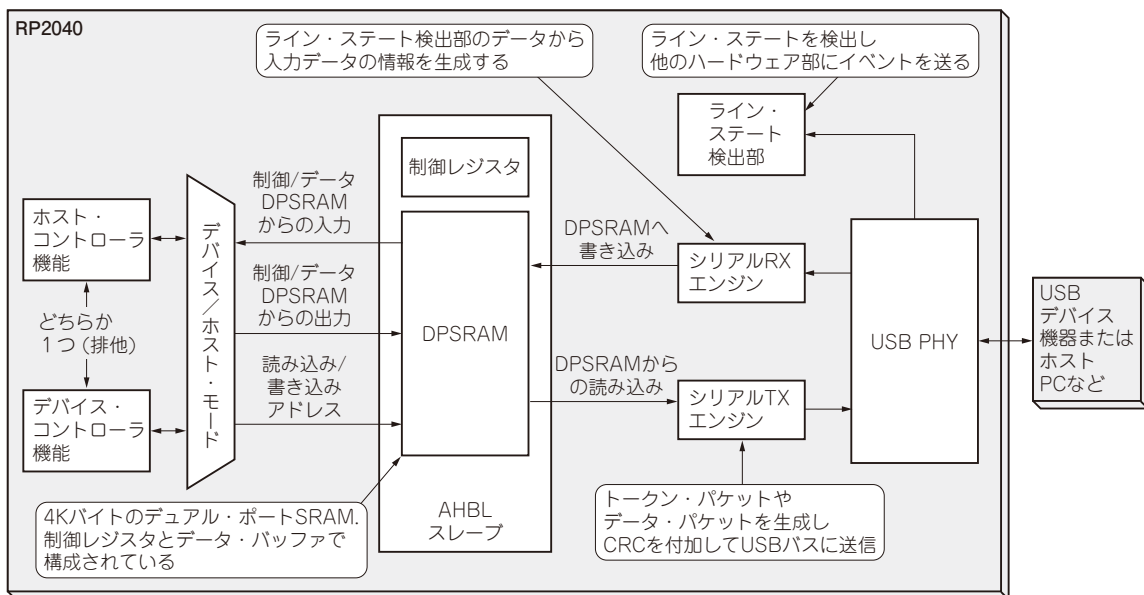 RP2040
ライン・ステート検出部のデータから
入力データの情報を生成する
ライン・ステートを検出し
他のハードウェア部にイベントを送る
ライン・
ステート
検出部
制御レジスタ
制御/データ
DPSRAM
からの入力
ホスト・
コントローラ
機能
デバイス/ホスト・モード
DPSRAMへ
書き込み
シリアルRX
エンジン
制御/データ
DPSRAM
からの出力
どちらか
1つ(排他)
DPSRAM
USB PHY
USB
デバイス
機器または
ホスト
PCなど
読み込み/
書き込み
アドレス
DPSRAMから
の読み込み
シリアルTX
エンジン
デバイス・
コントローラ
機能
4Kバイトのデュアル・ポートSRAM.
制御レジスタとデータ・バッファで
構成されている
AHBL
スレーブ
トークン・パケットや
データ・パケットを生成し
CRCを付加してUSBバスに送信